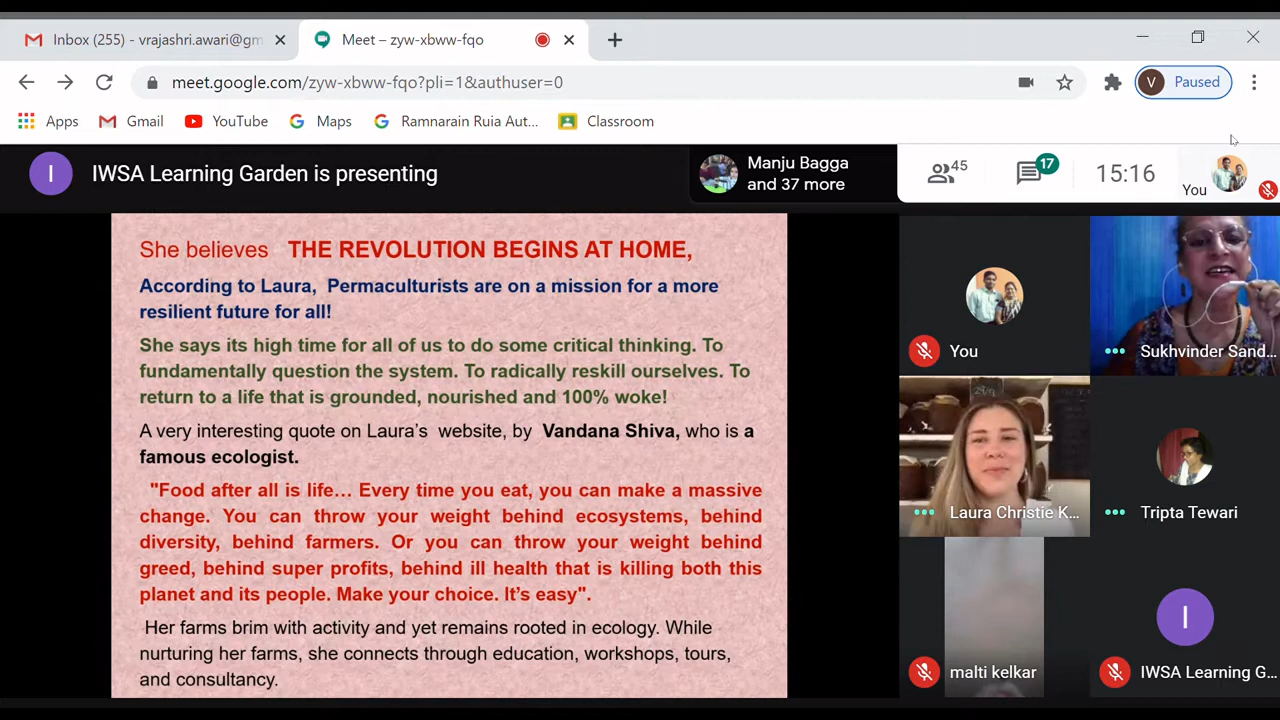 Inbox (255) - vrajashri.awari@gm
Meet – zyw-xbww-fqo
meet.google.com/zyw-xbww-fqo?pli=1&authuser=0
V Paused
Apps Gmail YouTube Maps Ramnarain Ruia Aut... Classroom
I IWSA Learning Garden is presenting
Manju Bagga
and 37 more
45
17
15:16
You
She believes THE REVOLUTION BEGINS AT HOME,
According to Laura, Permaculturists are on a mission for a more
resilient future for all!
She says its high time for all of us to do some critical thinking. To
fundamentally question the system. To radically reskill ourselves. To
return to a life that is grounded, nourished and 100% woke!
A very interesting quote on Laura's website, by Vandana Shiva, who is a
famous ecologist.
"Food after all is life… Every time you eat, you can make a massive
change. You can throw your weight behind ecosystems, behind
diversity, behind farmers. Or you can throw your weight behind
greed, behind super profits, behind ill health that is killing both this
planet and its people. Make your choice. It's easy".
Her farms brim with activity and yet remains rooted in ecology. While
nurturing her farms, she connects through education, workshops, tours,
and consultancy.
You
Sukhvinder Sand...
Laura Christie K...
Tripta Tewari
malti kelkar
I
IWSA Learning G...